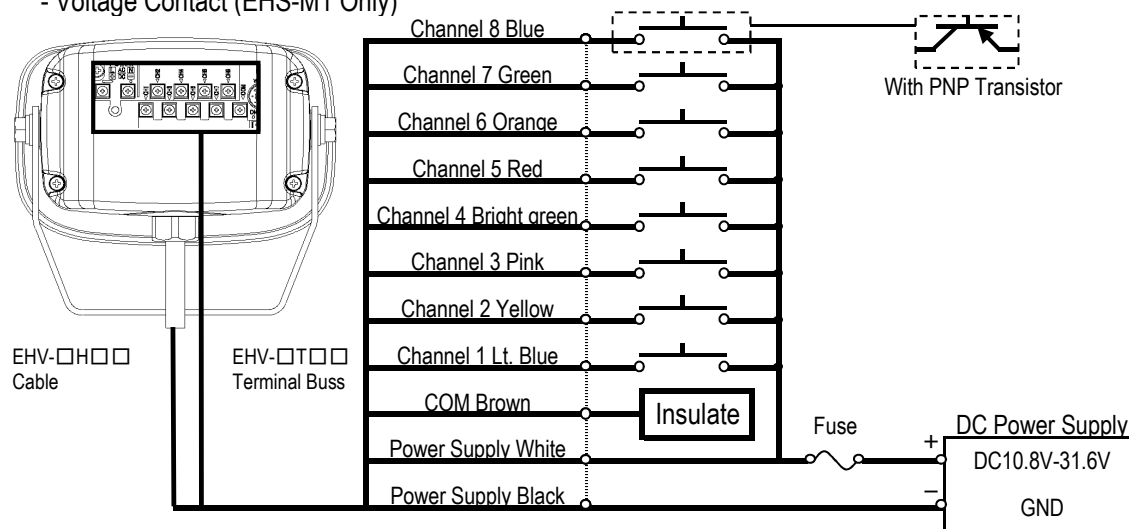 - Voltage Contact (EHS-M1 Only)
Channel 8 Blue
With PNP Transistor
Channel 7 Green
Channel 6 Orange
Channel 5 Red
Channel 4 Bright green
Channel 3 Pink
Channel 2 Yellow
Channel 1 Lt. Blue
EHV-□H□□
Cable
EHV-□T□□
Terminal Buss
COM Brown
Insulate
Power Supply White
Fuse
+
DC Power Supply
DC10.8V-31.6V
Power Supply Black
–
GND